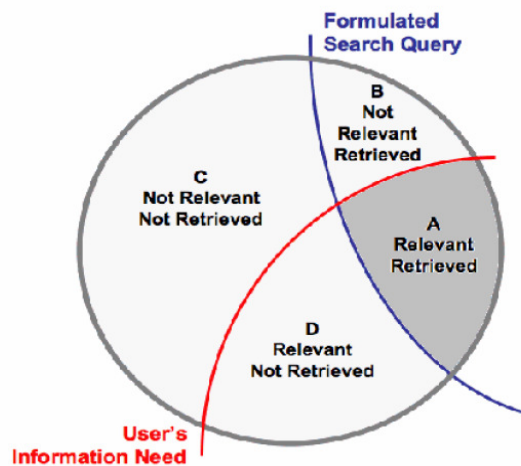 Formulated
Search Query
B
Not
Relevant
Retrieved
C
Not Relevant
Not Retrieved
A
Relevant
Retrieved
D
Relevant
Not Retrieved
User's
Information Need